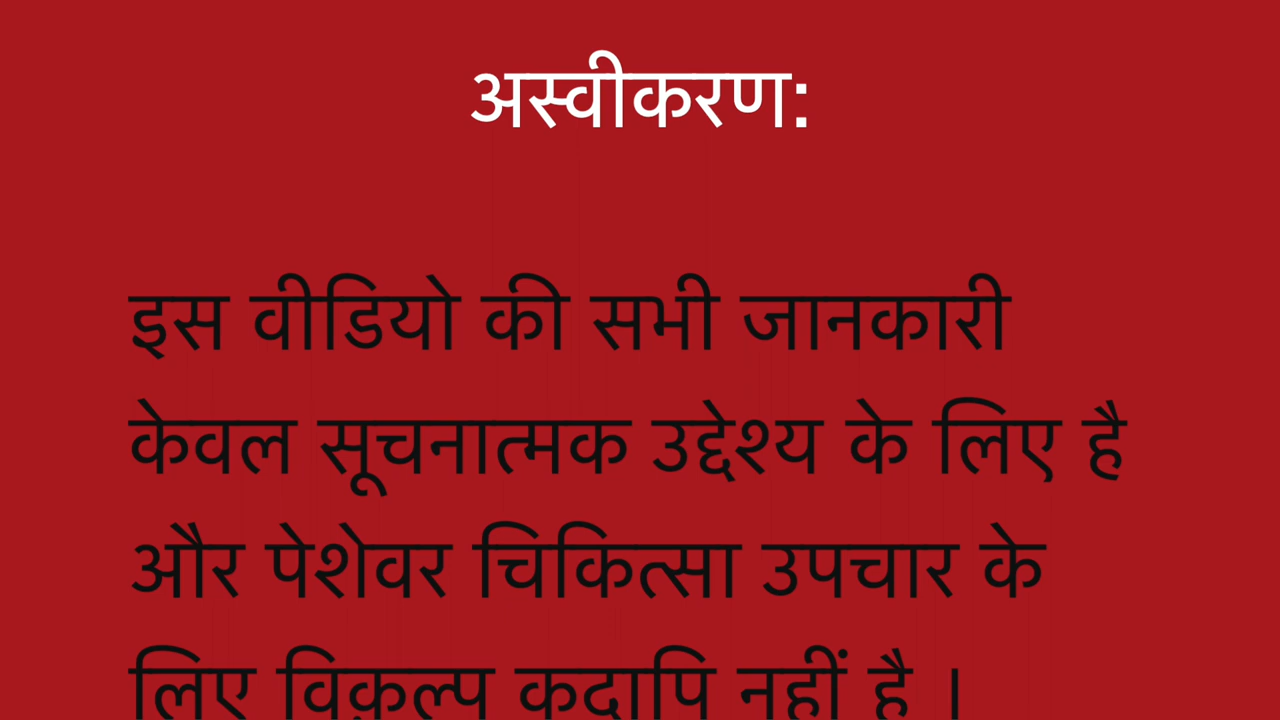 अस्वीकरण:
इस वीडियो की सभी जानकारी
केवल सूचनात्मक उद्देश्य के लिए है
और पेशेवर चिकित्सा उपचार के
लिए विकल्प कदापि नहीं है ।